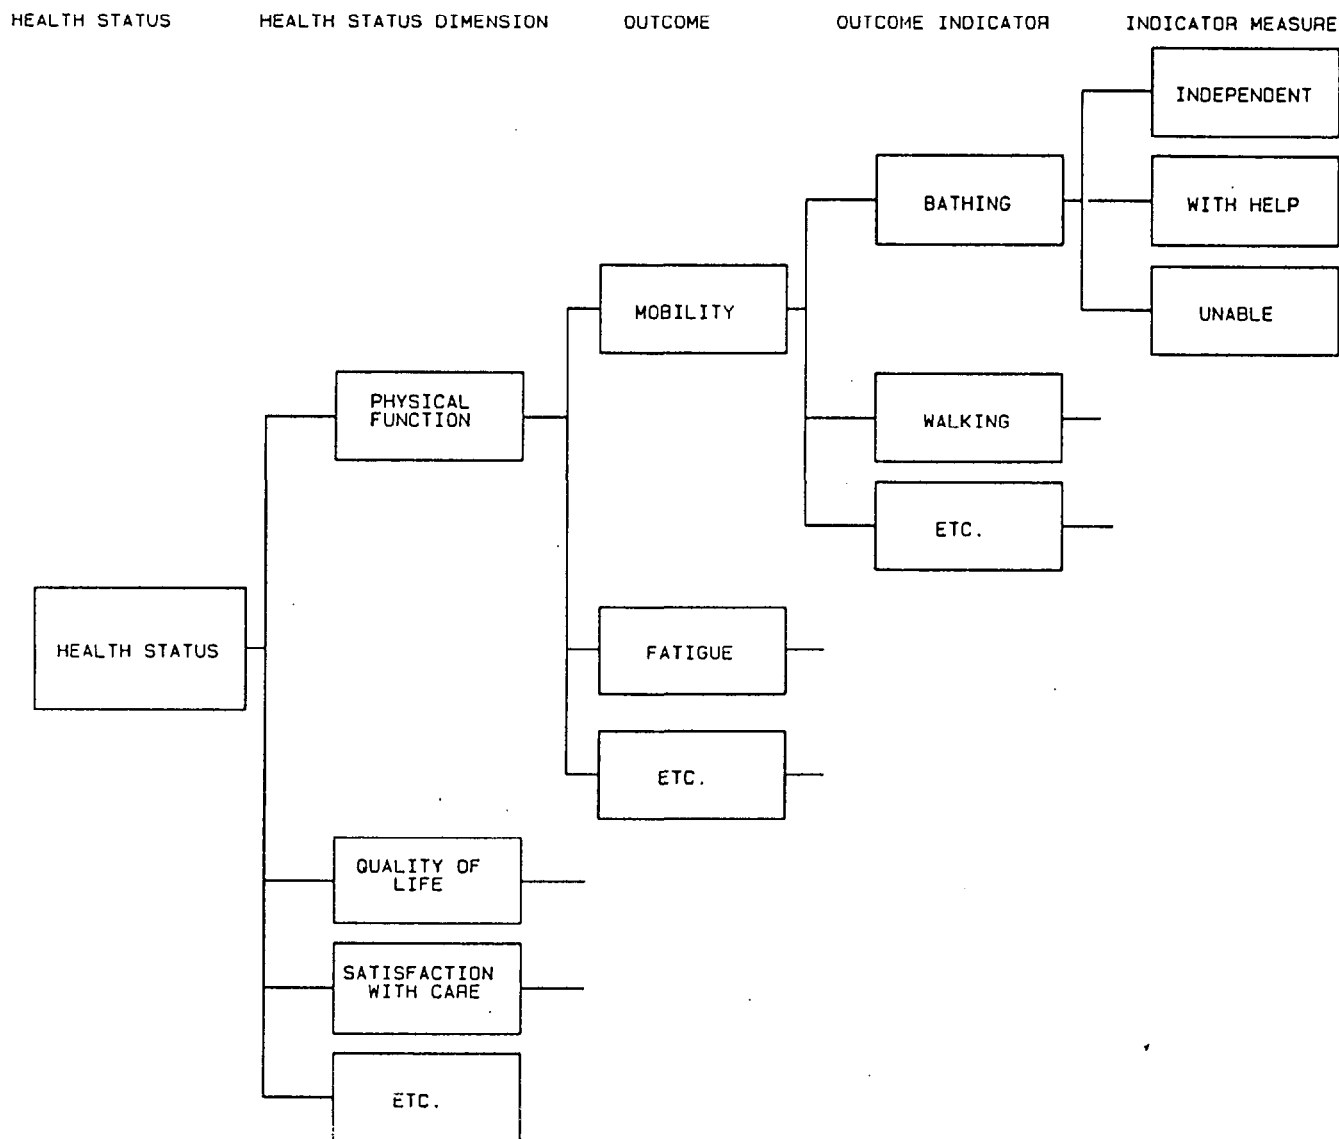 HEALTH STATUS
HEALTH STATUS DIMENSION
OUTCOME
OUTCOME INDICATOR
INDICATOR MEASURE
INDEPENDENT
BATHING
WITH HELP
MOBILITY
UNABLE
PHYSICAL
FUNCTION
WALKING
ETC.
HEALTH STATUS
FATIGUE
ETC.
QUALITY OF
LIFE
SATISFACTION
WITH CARE
ETC.